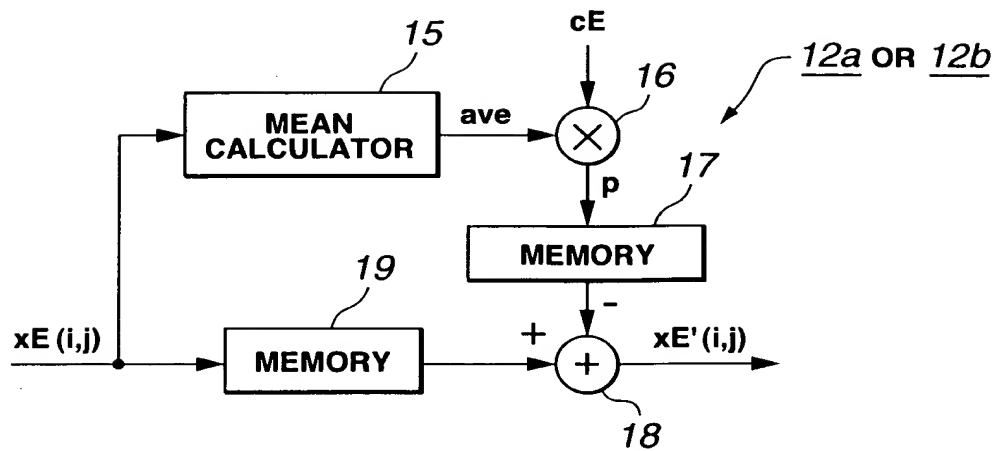 15
cE
16
12a OR 12b
MEAN
CALCULATOR
ave
×
p
17
MEMORY
19
-
xE (i,j)
MEMORY
+
+
xE' (i,j)
18